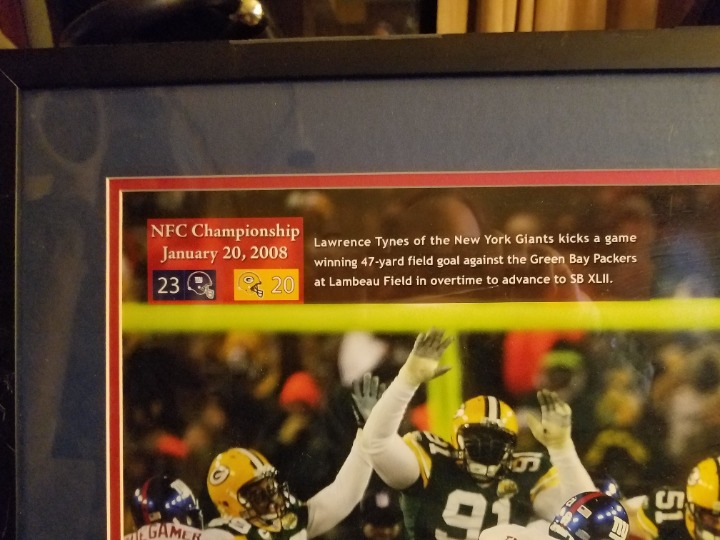 NFC Championship
January 20, 2008
23 G 20
Lawrence Tynes of the New York Giants kicks a game
winning 47-yard field goal against the Green Bay Packers
at Lambeau Field in overtime to advance to SB XLII.
G
91
91
91
51